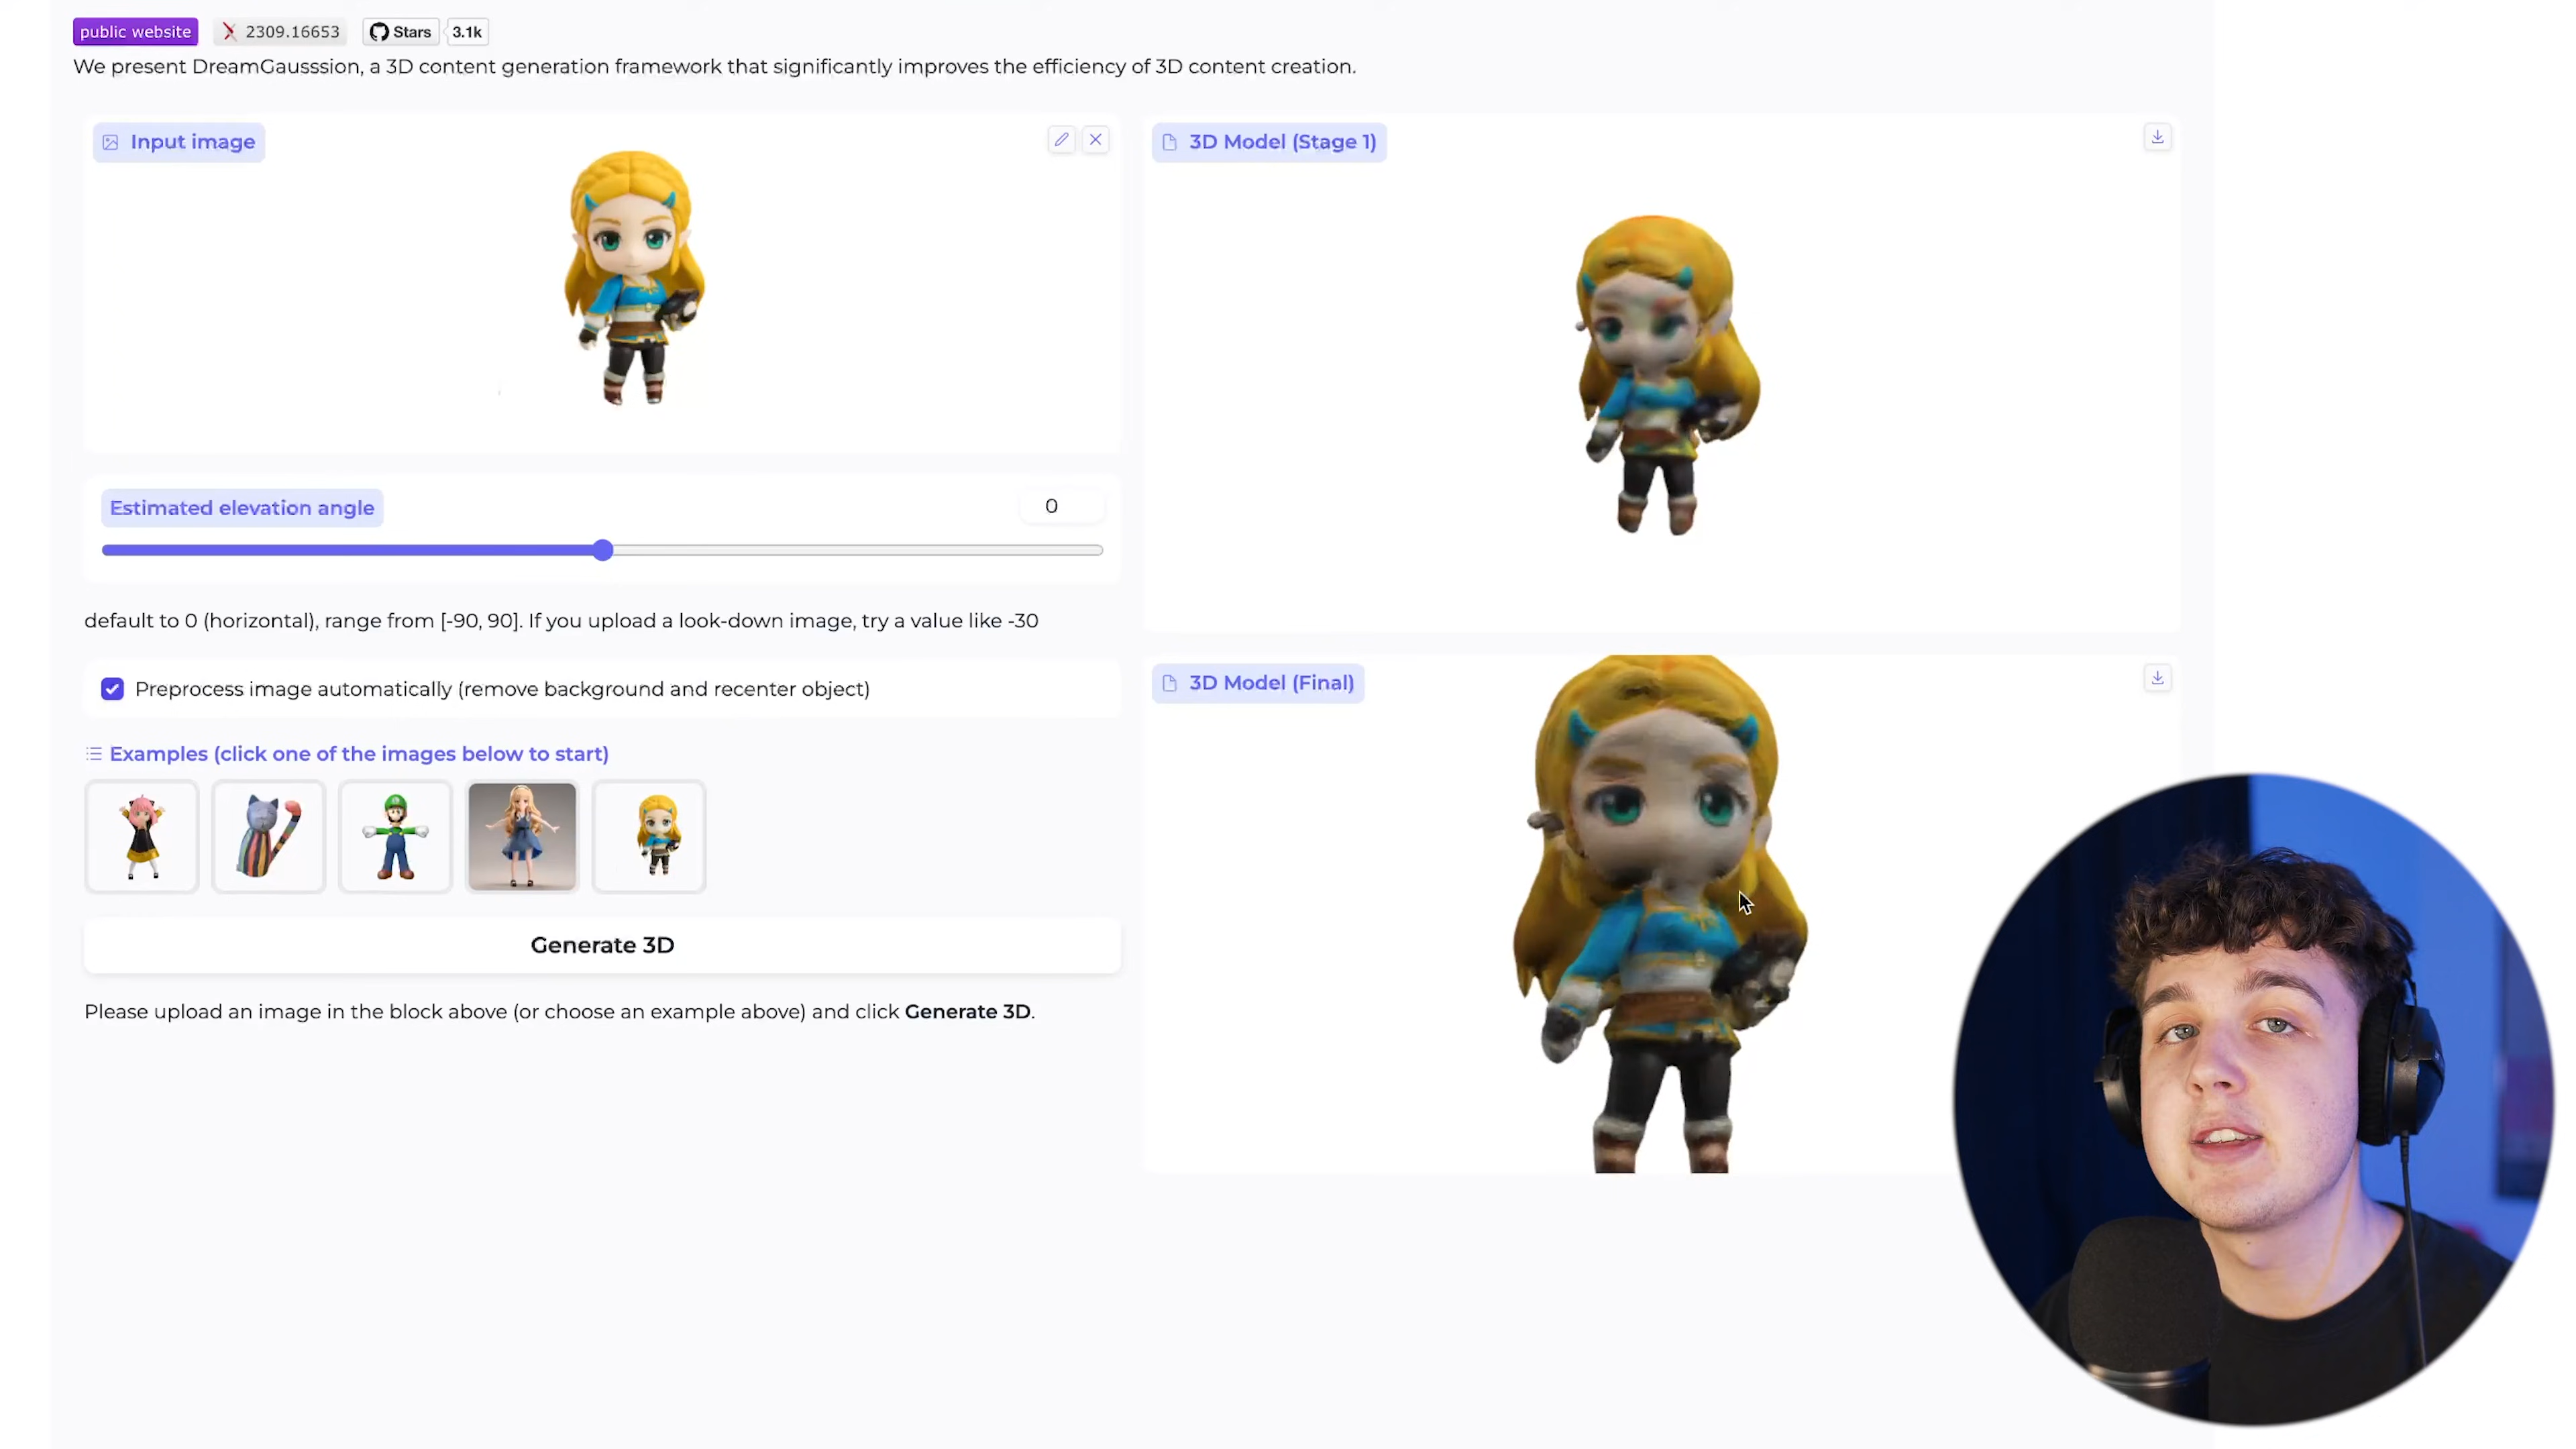 public website
2309.16653
Stars
3.1k
We present DreamGausssion, a 3D content generation framework that significantly improves the efficiency of 3D content creation.
Input image
3D Model (Stage 1)
Estimated elevation angle
0
default to 0 (horizontal), range from [-90, 90]. If you upload a look-down image, try a value like -30
3D Model (Final)
Preprocess image automatically (remove background and recenter object)
Examples (click one of the images below to start)
Generate 3D
Please upload an image in the block above (or choose an example above) and click Generate 3D.